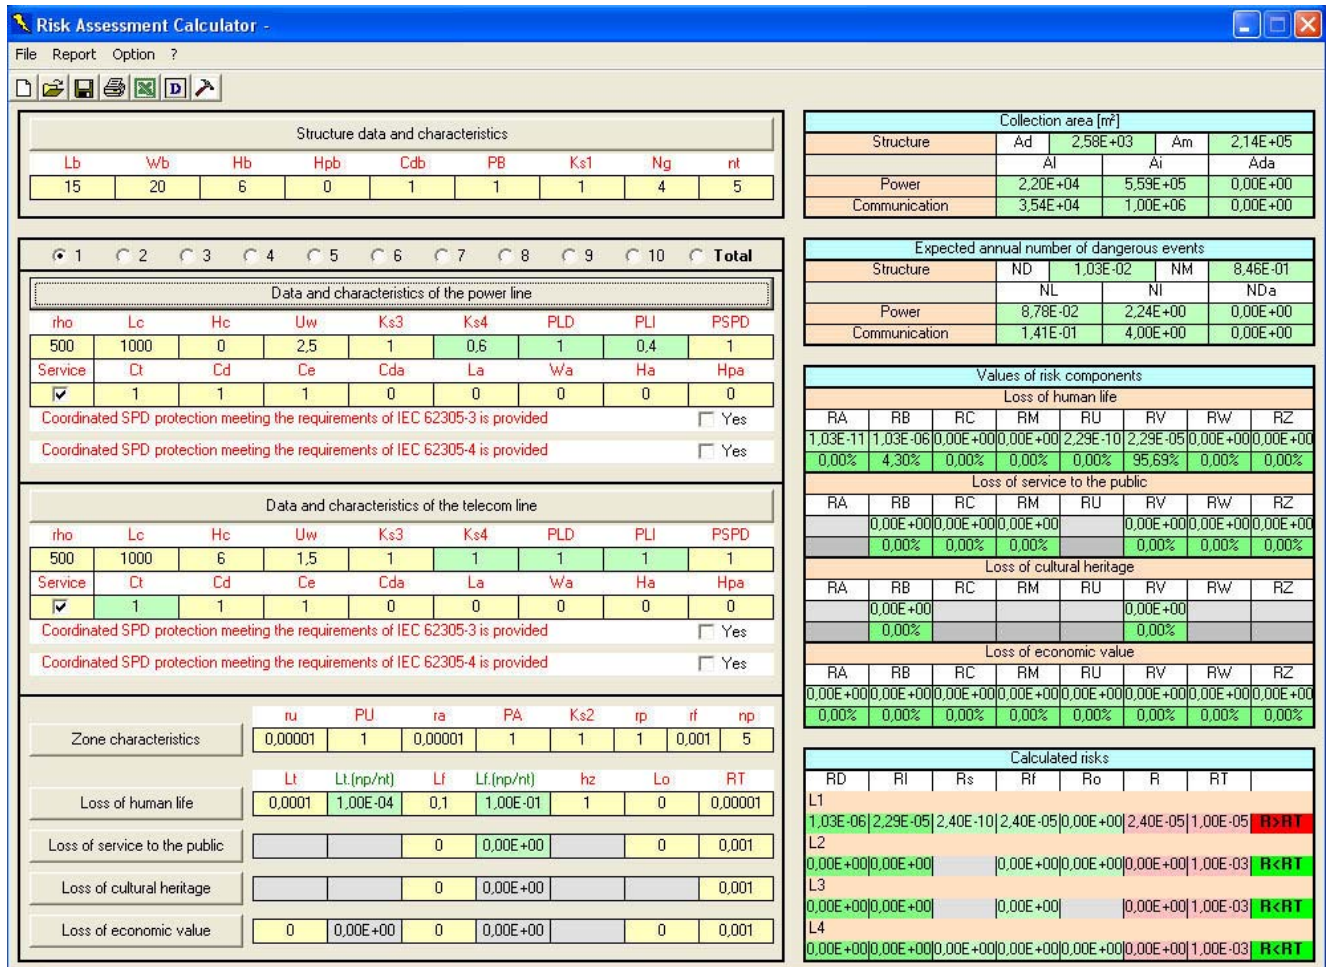 Risk Assessment Calculator -
File Report Option ?
D
Structure data and characteristics
Lb Wb Hb Hpb Cdb PB Ks1 Ng nt
15 20 6 0 1 1 1 4 5
1 2 3 4 5 6 7 8 9 10 Total
Data and characteristics of the power line
rho Lc Hc Uw Ks3 Ks4 PLD PLI PSPD
500 1000 0 2,5 1 0,6 1 0,4 1
Service Ct Cd Ce Cda La Wa Ha Hpa
1 1 1 0 0 0 0 0
Coordinated SPD protection meeting the requirements of IEC 62305-3 is provided Yes
Coordinated SPD protection meeting the requirements of IEC 62305-4 is provided Yes
Data and characteristics of the telecom line
rho Lc Hc Uw Ks3 Ks4 PLD PLI PSPD
500 1000 6 1,5 1 1 1 1 1
Service Ct Cd Ce Cda La Wa Ha Hpa
1 1 1 0 0 0 0 0
Coordinated SPD protection meeting the requirements of IEC 62305-3 is provided Yes
Coordinated SPD protection meeting the requirements of IEC 62305-4 is provided Yes
ru PU ra PA Ks2 rp rf np
Zone characteristics 0,00001 1 0,00001 1 1 1 0,001 5
Lt Lt.(np/nt) Lf Lf.(np/nt) hz Lo RT
Loss of human life 0,0001 1,00E-04 0,1 1,00E-01 1 0 0,00001
Loss of service to the public 0 0,00E+00 0 0,001
Loss of cultural heritage 0 0,00E+00 0,001
Loss of economic value 0 0,00E+00 0 0,00E+00 0 0,001
Collection area [m²]
Structure Ad 2,58E+03 Am 2,14E+05
Al Ai Ada
Power 2,20E+04 5,59E+05 0,00E+00
Communication 3,54E+04 1,00E+06 0,00E+00
Expected annual number of dangerous events
Structure ND 1,03E-02 NM 8,46E-01
NL NI NDa
Power 8,78E-02 2,24E+00 0,00E+00
Communication 1,41E-01 4,00E+00 0,00E+00
Values of risk components
Loss of human life
RA RB RC RM RU RV RW RZ
1,03E-11 1,03E-06 0,00E+00 0,00E+00 2,29E-10 2,29E-05 0,00E+00 0,00E+00
0,00% 4,30% 0,00% 0,00% 0,00% 95,69% 0,00% 0,00%
Loss of service to the public
RA RB RC RM RU RV RW RZ
0,00E+00 0,00E+00 0,00E+00 0,00E+00 0,00E+00 0,00E+00
0,00% 0,00% 0,00% 0,00% 0,00% 0,00%
Loss of cultural heritage
RA RB RC RM RU RV RW RZ
0,00E+00 0,00E+00
0,00% 0,00%
Loss of economic value
RA RB RC RM RU RV RW RZ
0,00E+00 0,00E+00 0,00E+00 0,00E+00 0,00E+00 0,00E+00 0,00E+00 0,00E+00
0,00% 0,00% 0,00% 0,00% 0,00% 0,00% 0,00% 0,00%
Calculated risks
RD RI Rs Rf Ro R RT
L1
1,03E-06 2,29E-05 2,40E-10 2,40E-05 0,00E+00 2,40E-05 1,00E-05 R>RT
L2
0,00E+00 0,00E+00 0,00E+00 0,00E+00 0,00E+00 1,00E-03 R<RT
L3
0,00E+00 0,00E+00 0,00E+00 0,00E+00 1,00E-03 R<RT
L4
0,00E+00 0,00E+00 0,00E+00 0,00E+00 0,00E+00 0,00E+00 1,00E-03 R<RT